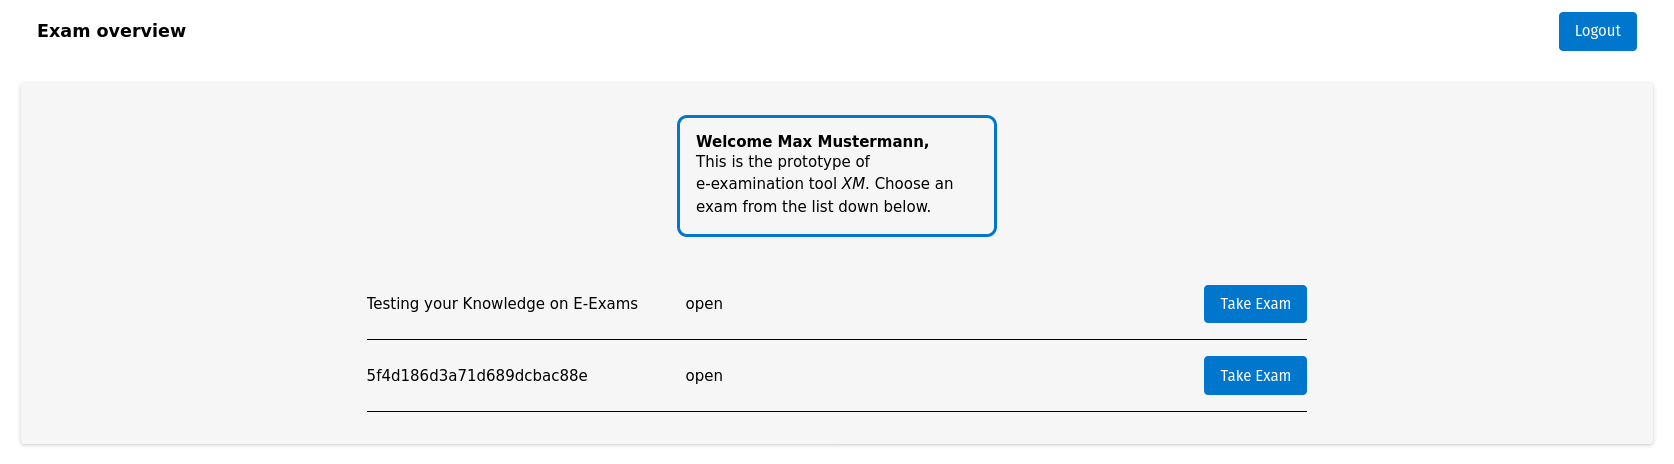 Exam overview
Logout
Welcome Max Mustermann,
This is the prototype of
e-examination tool XM. Choose an
exam from the list down below.
Testing your Knowledge on E-Exams open Take Exam
5f4d186d3a71d689dcbac88e open Take Exam